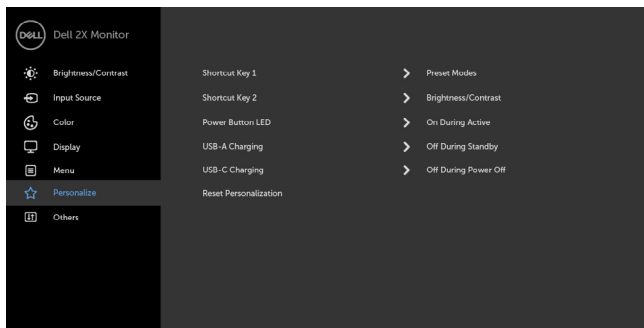 DELL Dell 2X Monitor
Brightness/Contrast
Input Source
Color
Display
Menu
Personalize
Others
Shortcut Key 1 > Preset Modes
Shortcut Key 2 > Brightness/Contrast
Power Button LED > On During Active
USB-A Charging > Off During Standby
USB-C Charging > Off During Power Off
Reset Personalization